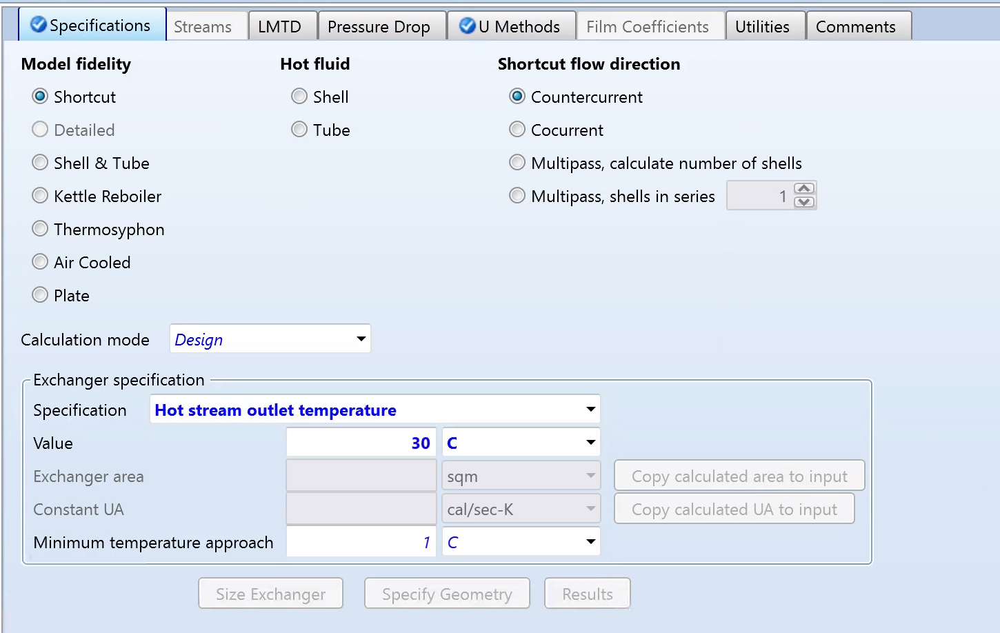 Specifications Streams LMTD Pressure Drop U Methods Film Coefficients Utilities Comments
Model fidelity Hot fluid Shortcut flow direction
Shortcut Shell Countercurrent
Detailed Tube Cocurrent
Shell & Tube Multipass, calculate number of shells
Kettle Reboiler Multipass, shells in series 1
Thermosyphon
Air Cooled
Plate
Calculation mode Design
Exchanger specification
Specification Hot stream outlet temperature
Value 30 C
Exchanger area sqm Copy calculated area to input
Constant UA cal/sec-K Copy calculated UA to input
Minimum temperature approach 1 C
Size Exchanger Specify Geometry Results